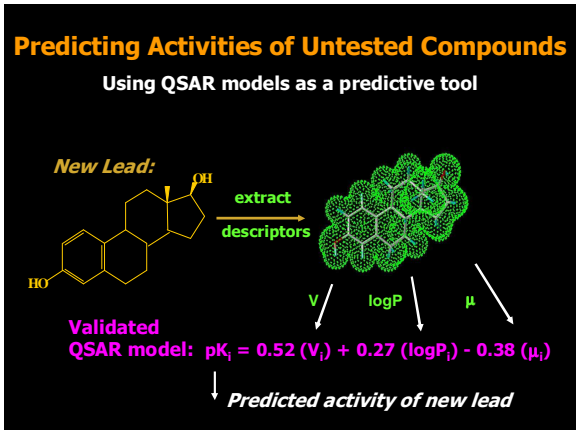 Predicting Activities of Untested Compounds
Using QSAR models as a predictive tool
New Lead:
OH
HO
extract
descriptors
V logP μ
Validated
QSAR model: pKi = 0.52 (Vi) + 0.27 (logPi) - 0.38 (μi)
Predicted activity of new lead